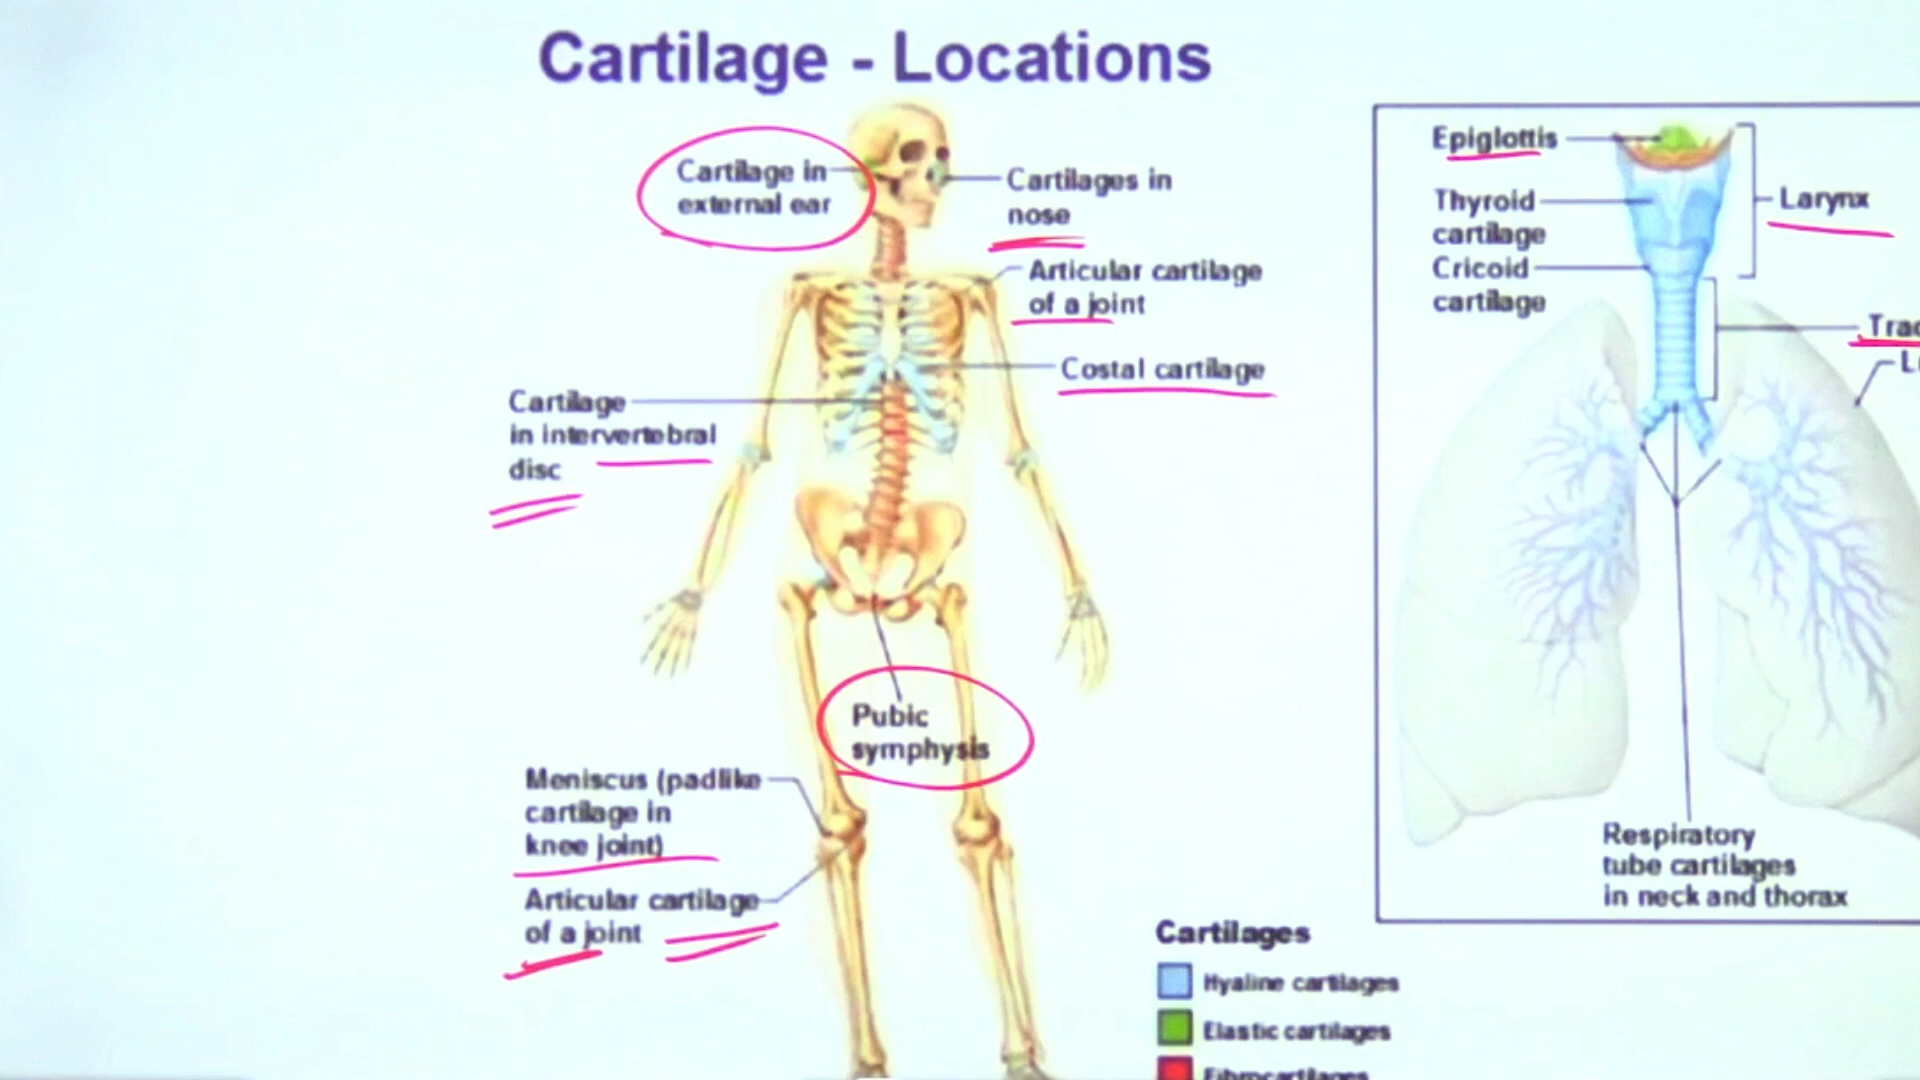 Cartilage - Locations
Cartilage in
external ear
Cartilages in
nose
Articular cartilage
of a joint
Costal cartilage
Cartilage
in intervertebral
disc
Pubic
symphysis
Meniscus (padlike
cartilage in
knee joint)
Articular cartilage
of a joint
Epiglottis
Thyroid
cartilage
Cricoid
cartilage
Larynx
Respiratory
tube cartilages
in neck and thorax
Cartilages
Hyaline cartilages
Elastic cartilages
Fibrocartilages